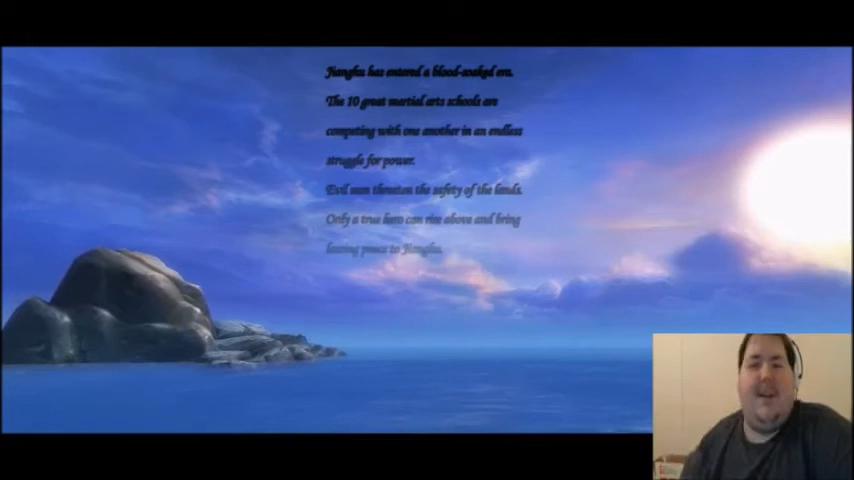 Jianghu has entered a blood-soaked era.
The 10 great martial arts schools are
competing with one another in an endless
struggle for power.
Evil men threaten the safety of the lands.
Only a true hero can rise above and bring
lasting peace to Jianghu.